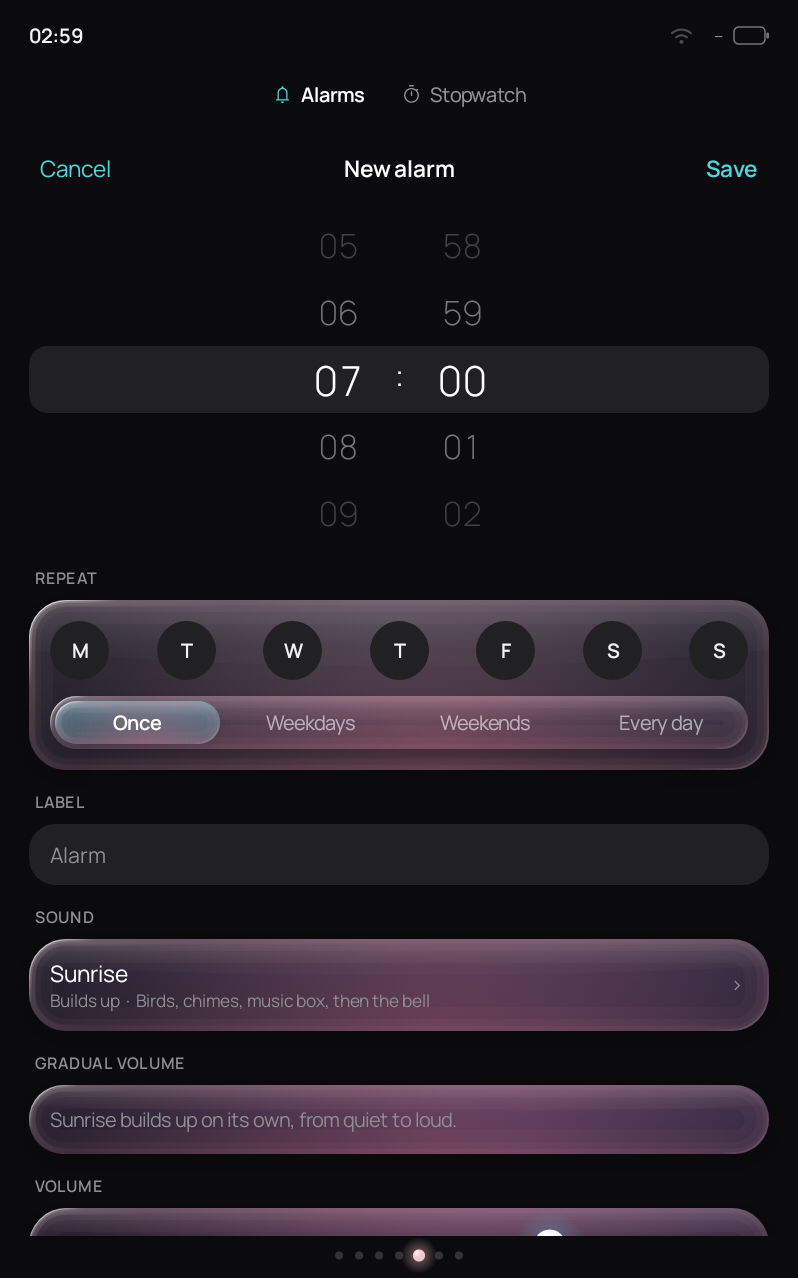 02:59
–
Alarms Stopwatch
Cancel New alarm Save
05 58
06 59
07 : 00
08 01
09 02
REPEAT
M T W T F S S
Once Weekdays Weekends Every day
LABEL
Alarm
SOUND
Sunrise
Builds up · Birds, chimes, music box, then the bell
GRADUAL VOLUME
Sunrise builds up on its own, from quiet to loud.
VOLUME